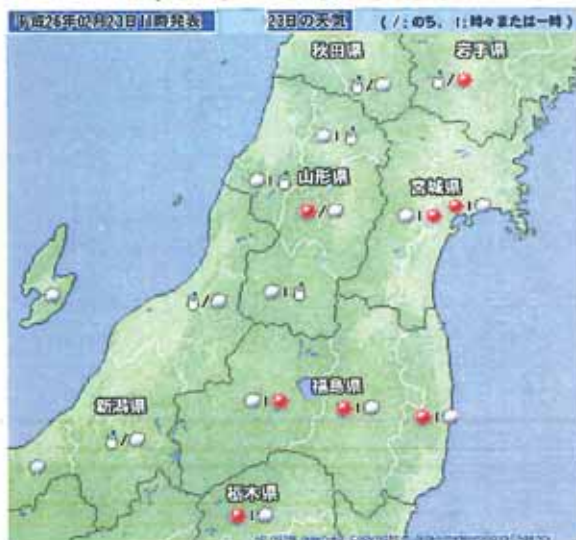 平成26年02月23日11時発表 23日の天気 ( / : のち、 | : 時々または一時 )
秋田県 岩手県
山形県 宮城県
福島県
新潟県
栃木県